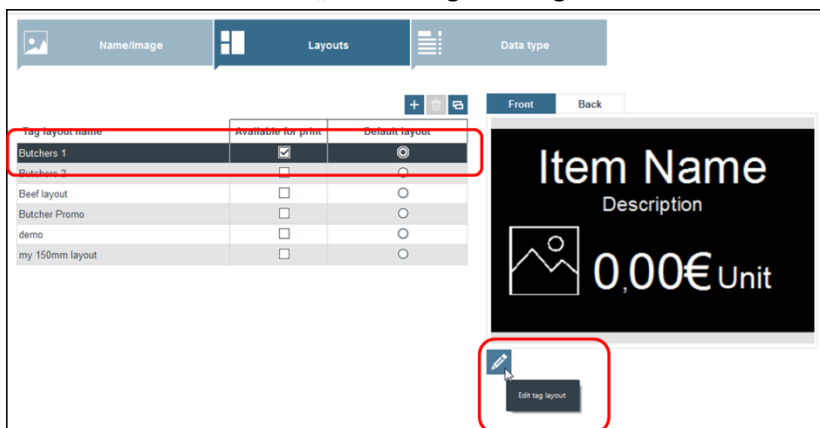 Name/Image
Layouts
Data type
Tag layout name
Available for print
Default layout
Butchers 1
Butchers 2
Beef layout
Butcher Promo
demo
my 150mm layout
Front
Back
Item Name
Description
0,00€ Unit
Edit tag layout